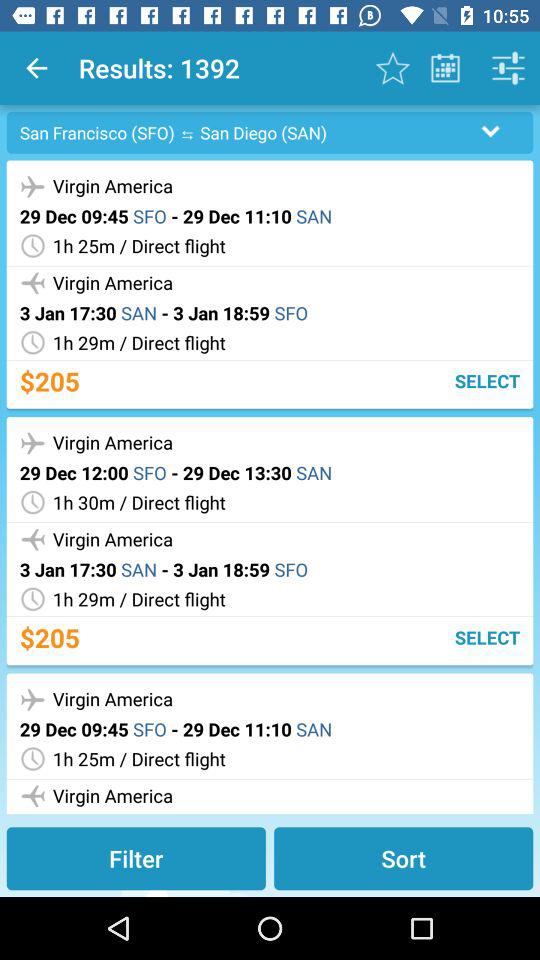 10:55
Results: 1392
San Francisco (SFO) ⇆ San Diego (SAN)
Virgin America
29 Dec 09:45 SFO - 29 Dec 11:10 SAN
1h 25m / Direct flight
Virgin America
3 Jan 17:30 SAN - 3 Jan 18:59 SFO
1h 29m / Direct flight
$205 SELECT
Virgin America
29 Dec 12:00 SFO - 29 Dec 13:30 SAN
1h 30m / Direct flight
Virgin America
3 Jan 17:30 SAN - 3 Jan 18:59 SFO
1h 29m / Direct flight
$205 SELECT
Virgin America
29 Dec 09:45 SFO - 29 Dec 11:10 SAN
1h 25m / Direct flight
Virgin America
Filter Sort